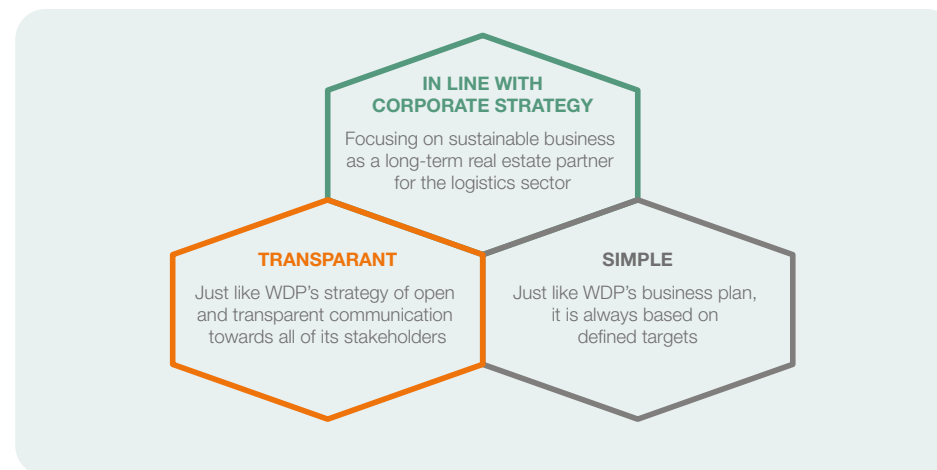 IN LINE WITH
CORPORATE STRATEGY
Focusing on sustainable business
as a long-term real estate partner
for the logistics sector
TRANSPARANT
Just like WDP’s strategy of open
and transparent communication
towards all of its stakeholders
SIMPLE
Just like WDP’s business plan,
it is always based on
defined targets